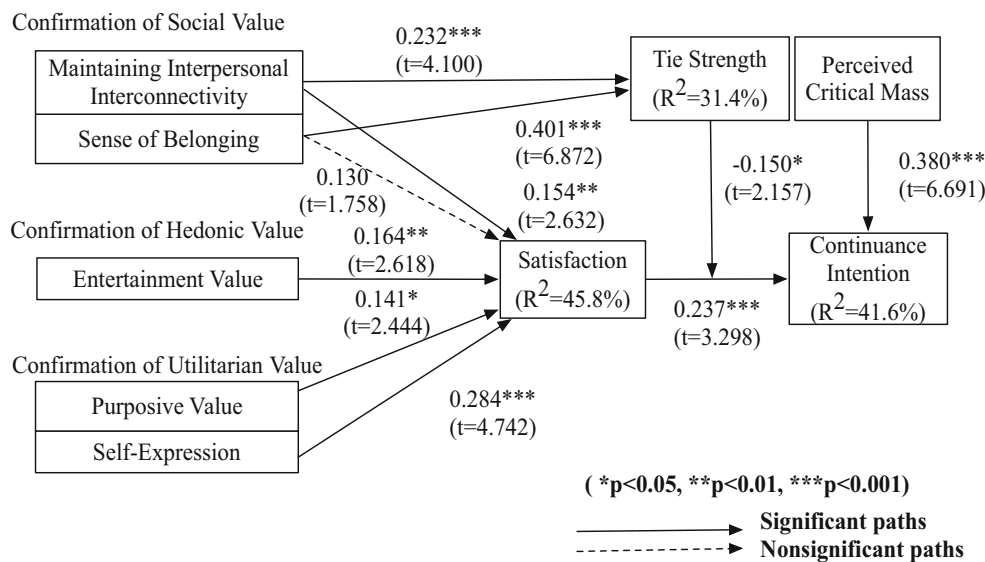 Confirmation of Social Value
Maintaining Interpersonal
Interconnectivity
Sense of Belonging
0.232***
(t=4.100)
Tie Strength
(R²=31.4%)
Perceived
Critical Mass
0.401***
(t=6.872)
0.130
(t=1.758)
0.154**
(t=2.632)
-0.150*
(t=2.157)
0.380***
(t=6.691)
Confirmation of Hedonic Value
Entertainment Value
0.164**
(t=2.618)
0.141*
(t=2.444)
Satisfaction
(R²=45.8%)
0.237***
(t=3.298)
Continuance
Intention
(R²=41.6%)
Confirmation of Utilitarian Value
Purposive Value
Self-Expression
0.284***
(t=4.742)
( *p<0.05, **p<0.01, ***p<0.001)
Significant paths
Nonsignificant paths